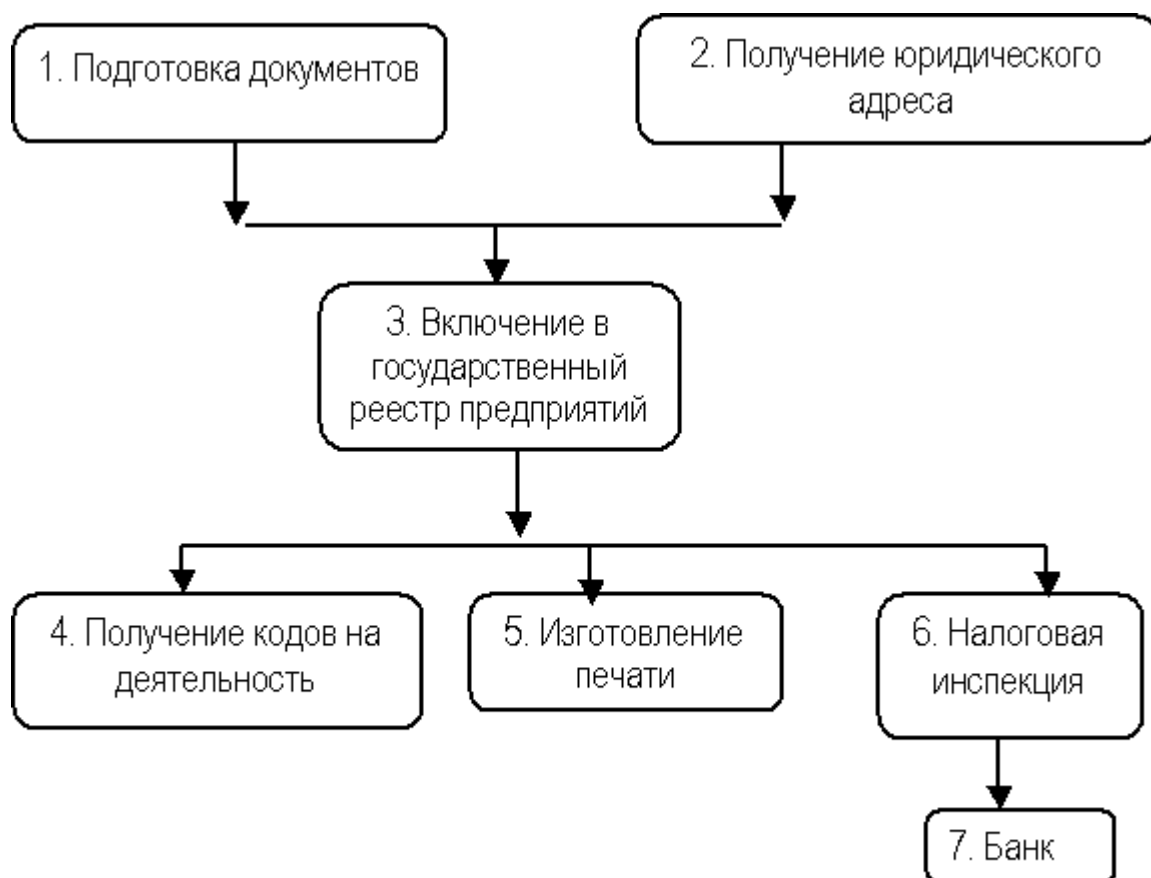 1. Подготовка документов
2. Получение юридического
адреса
3. Включение в
государственный
реестр предприятий
4. Получение кодов на
деятельность
5. Изготовление
печати
6. Налоговая
инспекция
7. Банк